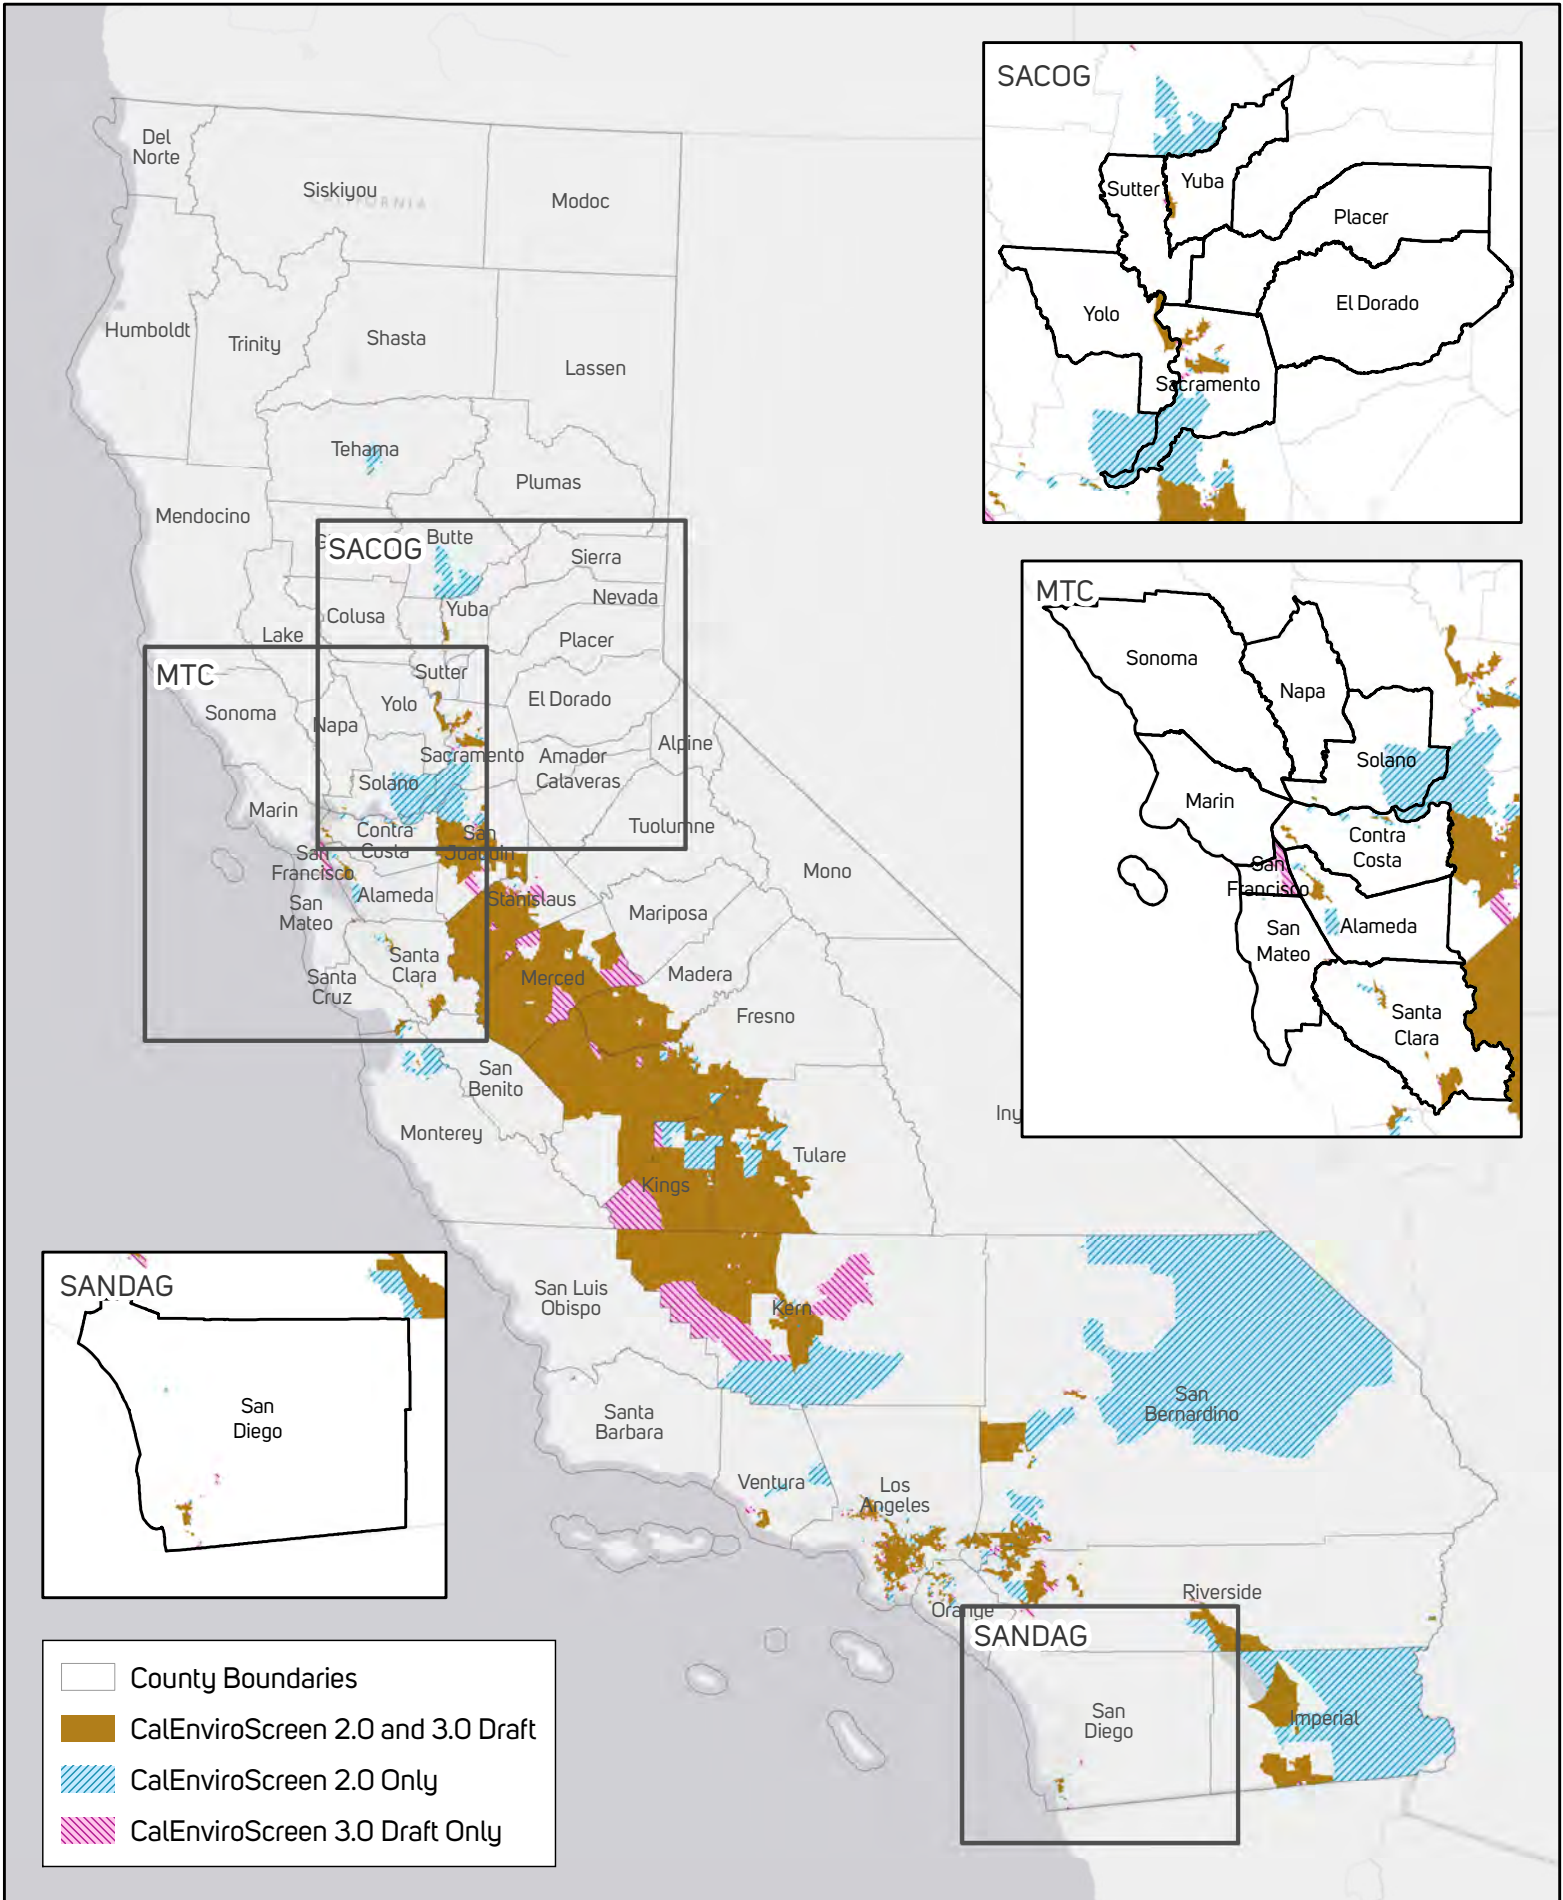 Del
Norte
Siskiyou
CALIFORNIA
Modoc
Humboldt
Trinity
Shasta
Lassen
Tehama
Plumas
Mendocino
SACOG
Butte
Sierra
Nevada
Colusa
Yuba
Lake
Placer
MTC
Sutter
Sonoma
Napa
Yolo
El Dorado
Sacramento
Amador
Alpine
Solano
Calaveras
Marin
Contra
Costa
San
Joaquin
Tuolumne
San
Francisco
Alameda
Stanislaus
Mono
San
Mateo
Mariposa
Santa
Clara
Santa
Cruz
Merced
Madera
Fresno
San
Benito
Monterey
Iny
Tulare
Kings
San Luis
Obispo
Kern
Santa
Barbara
San
Bernardino
Ventura
Los
Angeles
Orange
Riverside
SANDAG
San
Diego
Imperial
SACOG
Sutter
Yuba
Placer
Yolo
El Dorado
Sacramento
MTC
Sonoma
Napa
Solano
Marin
Contra
Costa
San
Francisco
San
Mateo
Alameda
Santa
Clara
SANDAG
San
Diego
County Boundaries
CalEnviroScreen 2.0 and 3.0 Draft
CalEnviroScreen 2.0 Only
CalEnviroScreen 3.0 Draft Only